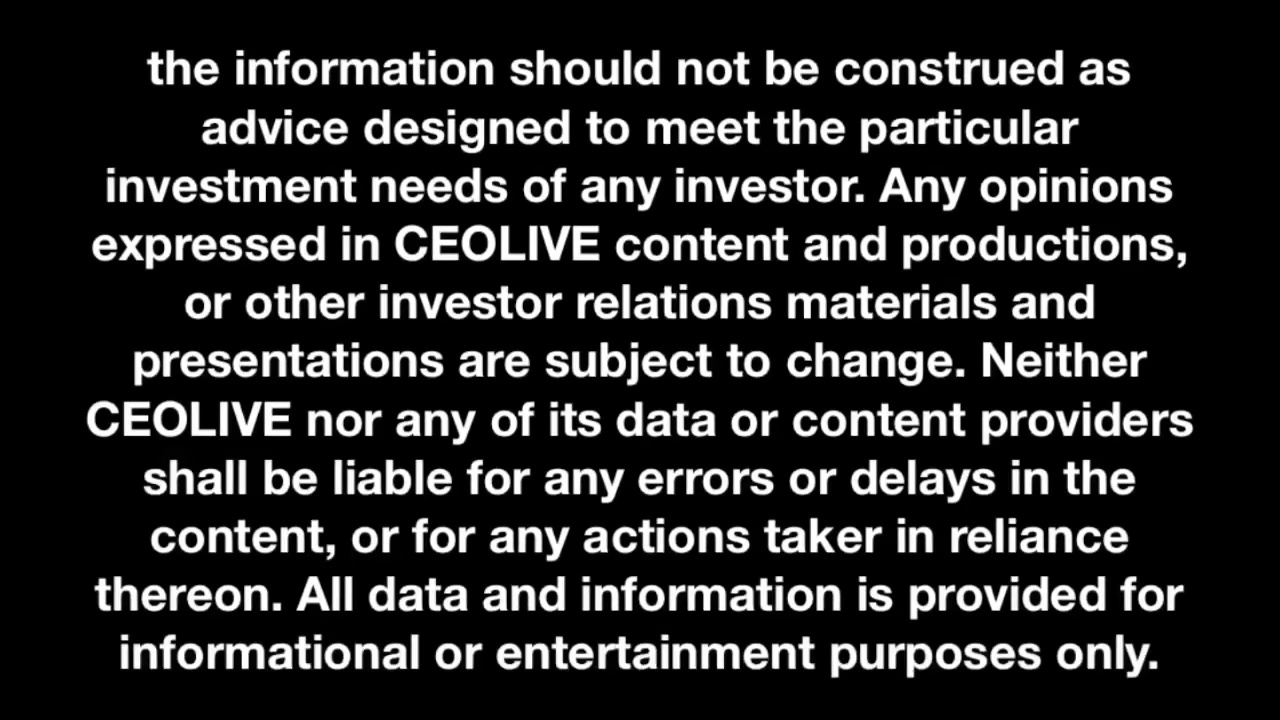 the information should not be construed as
advice designed to meet the particular
investment needs of any investor. Any opinions
expressed in CEOLIVE content and productions,
or other investor relations materials and
presentations are subject to change. Neither
CEOLIVE nor any of its data or content providers
shall be liable for any errors or delays in the
content, or for any actions taker in reliance
thereon. All data and information is provided for
informational or entertainment purposes only.